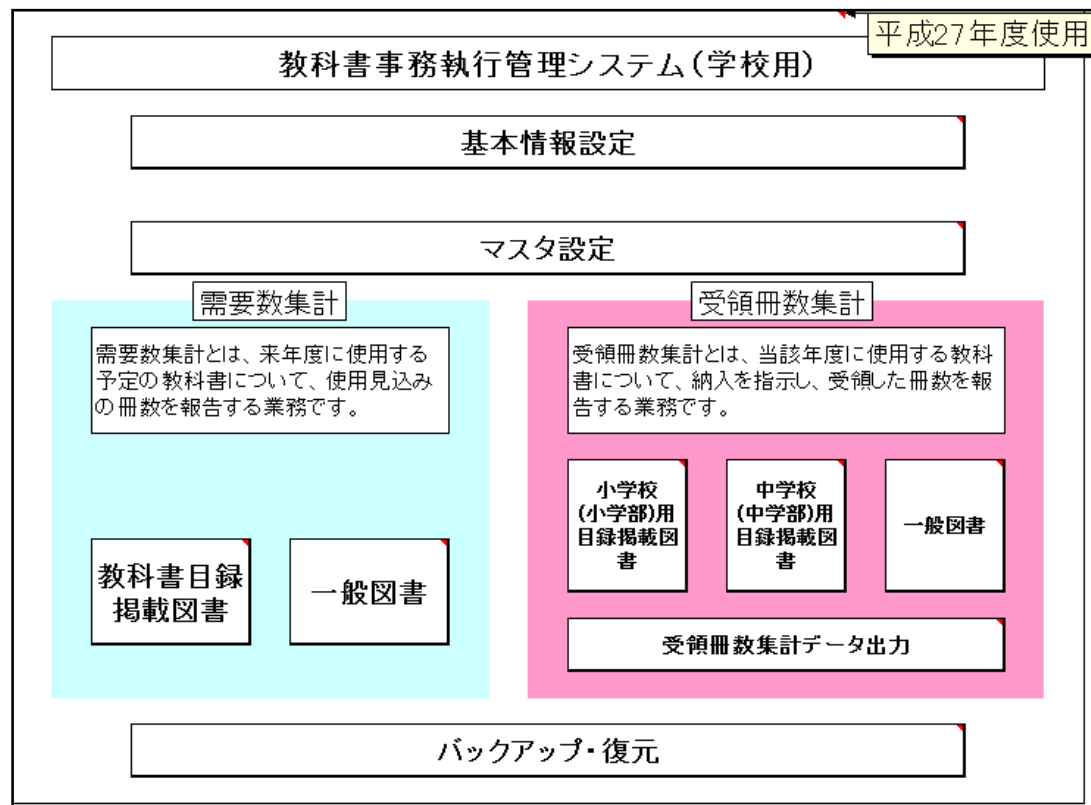 平成27年度使用
教科書事務執行管理システム(学校用)
基本情報設定
マスタ設定
需要数集計
需要数集計とは、来年度に使用する
予定の教科書について、使用見込み
の冊数を報告する業務です。
教科書目録
掲載図書
一般図書
受領冊数集計
受領冊数集計とは、当該年度に使用する教科
書について、納入を指示し、受領した冊数を報
告する業務です。
小学校
(小学部)用
目録掲載図
書
中学校
(中学部)用
目録掲載図
書
一般図書
受領冊数集計データ出力
バックアップ・復元